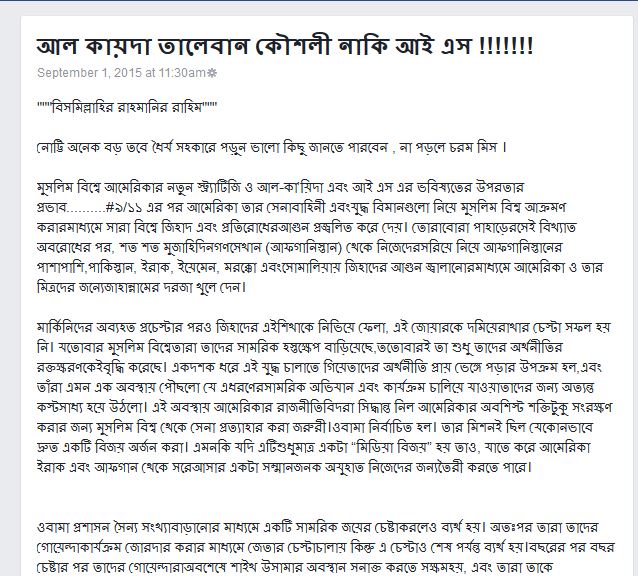 আল কায়দা তালেবান কৌশলী নাকি আই এস !!!!!!!
September 1, 2015 at 11:30am
"""বিসমিল্লাহির রাহমানির রাহিম""""
নোট্টি অনেক বড় তবে ধৈর্য সহকারে পড়ুন ভালো কিছু জানতে পারবেন , না পড়লে চরম মিস ।
মুসলিম বিশ্বে আমেরিকার নতুন স্ট্র্যাটিজি ও আল-কা'য়িদা এবং আই এস এর ভবিষ্যতের উপরতার
প্রভাব..........#৯/১১ এর পর আমেরিকা তার সেনাবাহিনী এবংযুদ্ধ বিমানগুলো নিয়ে মুসলিম বিশ্ব আক্রমণ
করারমাধ্যমে সারা বিশ্বে জিহাদ এবং প্রতিরোধেরআগুন প্রজ্বলিত করে দেয়। তোরাবোরা পাহাড়েরসেই বিখ্যাত
অবরোধের পর, শত শত মুজাহিদিনগণসেখান (আফগানিস্তান) থেকে নিজেদেরসরিয়ে নিয়ে আফগানিস্তানের
পাশাপাশি,পাকিস্তান, ইরাক, ইয়েমেন, মরক্কো এবংসোমালিয়ায় জিহাদের আগুন জ্বালানোরমাধ্যমে আমেরিকা ও তার
মিত্রদের জন্যেজাহান্নামের দরজা খুলে দেন।
মার্কিনিদের অব্যহত প্রচেস্টার পরও জিহাদের এইশিখাকে নিভিয়ে ফেলা, এই জোয়ারকে দমিয়েরাখার চেস্টা সফল হয়
নি। যতোবার মুসলিম বিশ্বেতারা তাদের সামরিক হস্তক্ষেপ বাড়িয়েছে,ততোবারই তা শুধু তাদের অর্থনীতির
রক্তক্ষরণকেইবৃদ্ধি করেছে। একদশক ধরে এই যুদ্ধ চালাতে গিয়েতাদের অর্থনীতি প্রায় ভেঙ্গে পড়ার উপক্রম হল,এবং
তাঁরা এমন এক অবস্থায় পৌছলো যে এধরণেরসামরিক অভিযান এবং কার্যক্রম চালিয়ে যাওয়াতাদের জন্য অত্যন্ত
কস্টসাধ্য হয়ে উঠলো। এই অবস্থায় আমেরিকার রাজনীতিবিদরা সিদ্ধান্ত নিল আমেরিকার অবশিস্ট শক্তিটুকু সংরক্ষণ
করার জন্য মুসলিম বিশ্ব থেকে সেনা প্রত্যাহার করা জরুরী।ওবামা নির্বাচিত হল। তার মিশনই ছিল যেকোনভাবে
দ্রুত একটি বিজয় অর্জন করা। এমনকি যদি এটিশুধুমাত্র একটা “মিডিয়া বিজয়” হয় তাও, যাতে করে আমেরিকা
ইরাক এবং আফগান থেকে সরেআসার একটা সম্মানজনক অযুহাত নিজেদের জন্যতৈরী করতে পারে।
ওবামা প্রশাসন সৈন্য সংখ্যাবাড়ানোর মাধ্যমে একটি সামরিক জয়ের চেষ্টাকরলেও ব্যর্থ হয়। অতঃপর তারা তাদের
গোয়েন্দাকার্যক্রম জোরদার করার মাধ্যমে জেতার চেস্টাচালায় কিন্তু এ চেস্টাও শেষ পর্যন্ত ব্যর্থ হয়।বছরের পর বছর
চেষ্টার পর তাদের গোয়েন্দারাঅবশেষে শাইখ উসামার অবস্থান সনাক্ত করতে সক্ষমহয়, এবং তারা তাকে